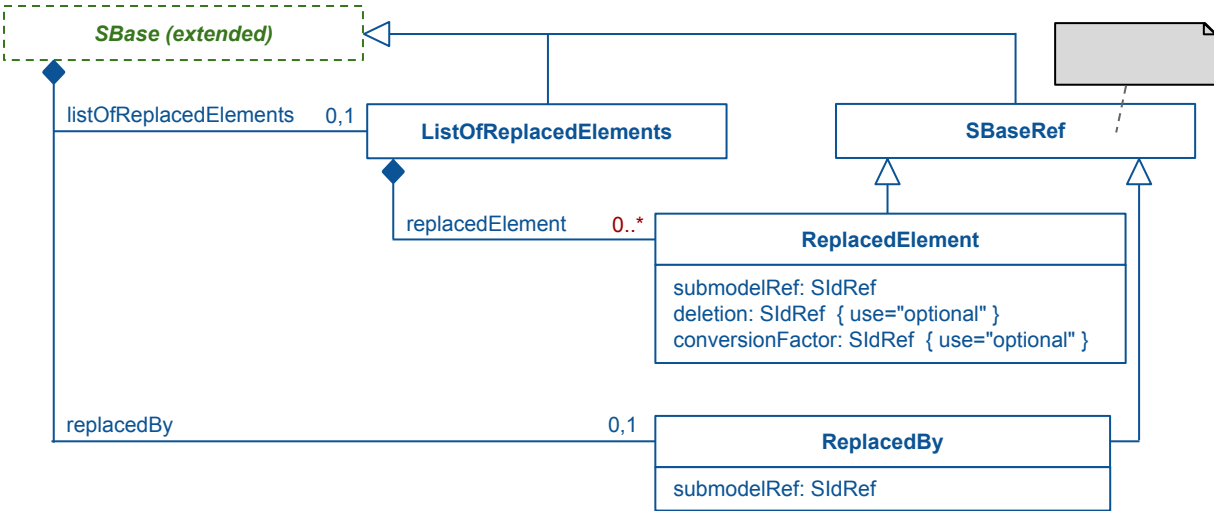 SBase (extended)
listOfReplacedElements 0,1
ListOfReplacedElements
SBaseRef
replacedElement 0..*
ReplacedElement
submodelRef: SIdRef
deletion: SIdRef { use="optional" }
conversionFactor: SIdRef { use="optional" }
replacedBy 0,1
ReplacedBy
submodelRef: SIdRef